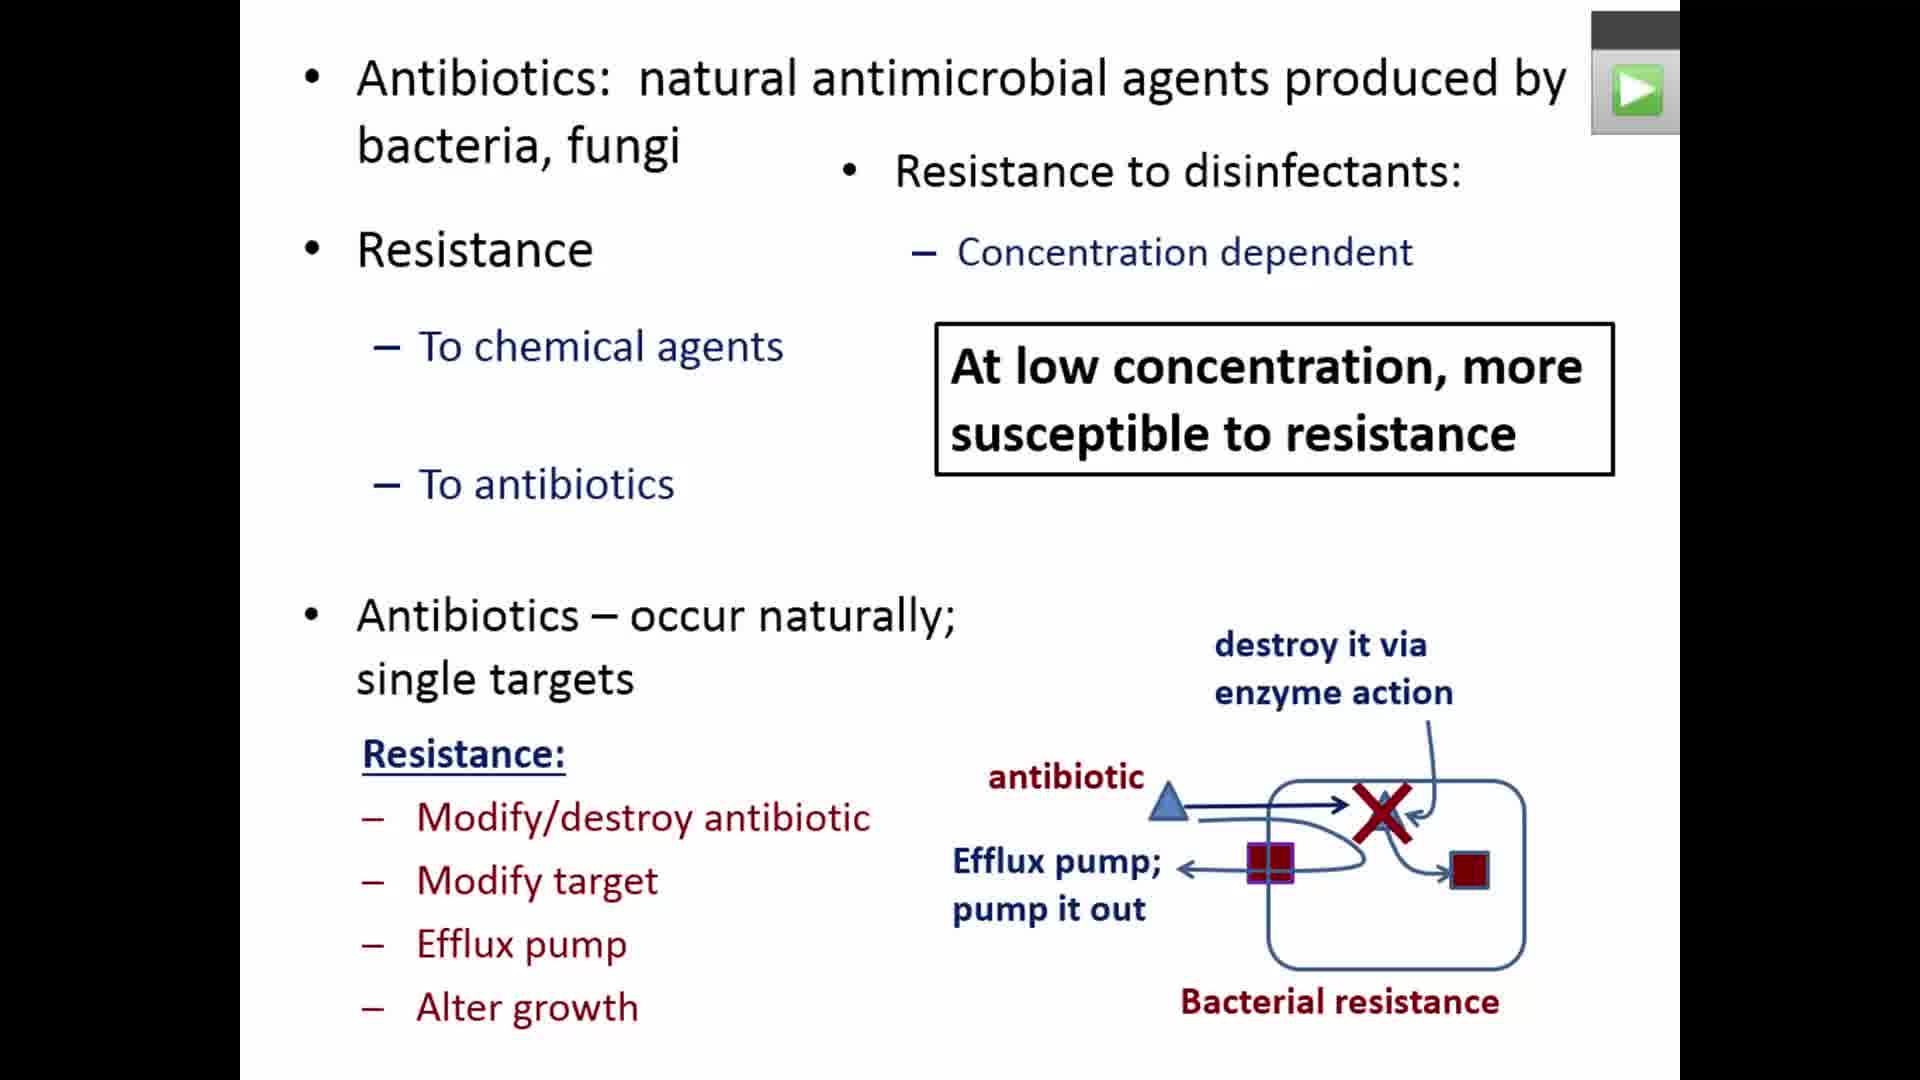 • Antibiotics: natural antimicrobial agents produced by
bacteria, fungi
• Resistance
– To chemical agents
– To antibiotics
• Resistance to disinfectants:
– Concentration dependent
At low concentration, more
susceptible to resistance
• Antibiotics – occur naturally;
single targets
Resistance:
– Modify/destroy antibiotic
– Modify target
– Efflux pump
– Alter growth
destroy it via
enzyme action
antibiotic
Efflux pump;
pump it out
Bacterial resistance